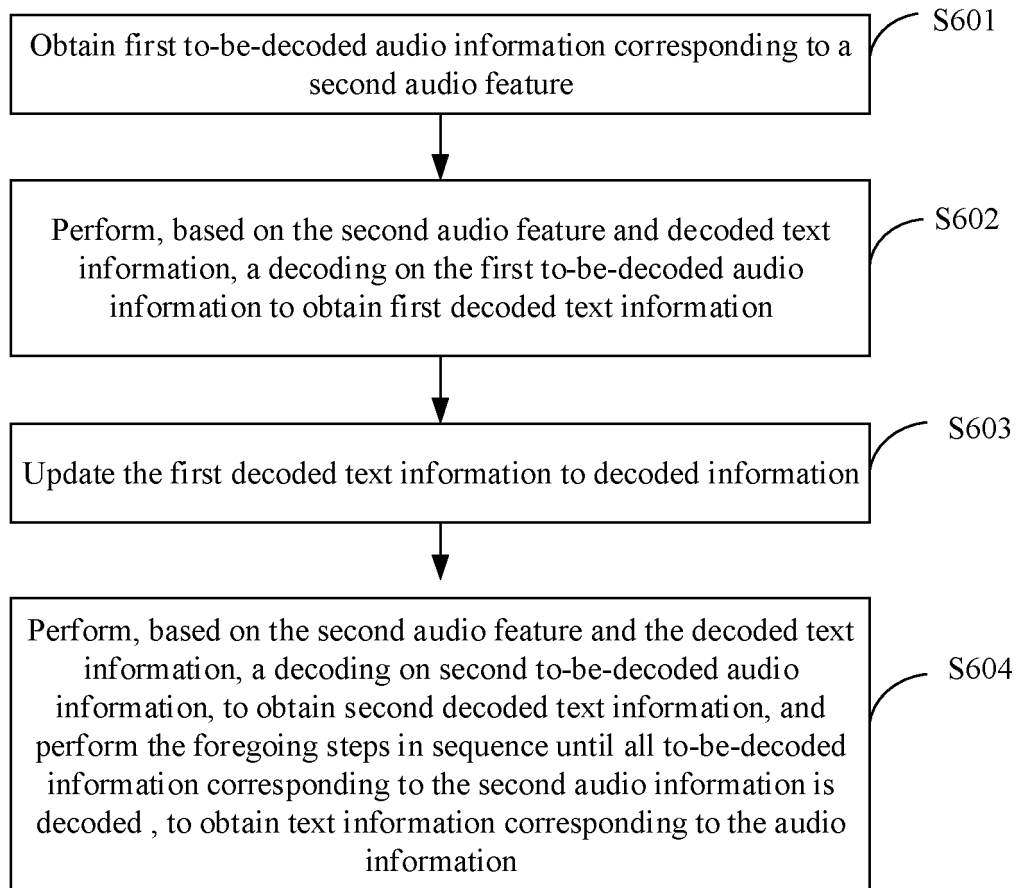 S601
Obtain first to-be-decoded audio information corresponding to a
second audio feature
S602
Perform, based on the second audio feature and decoded text
information, a decoding on the first to-be-decoded audio
information to obtain first decoded text information
S603
Update the first decoded text information to decoded information
S604
Perform, based on the second audio feature and the decoded text
information, a decoding on second to-be-decoded audio
information, to obtain second decoded text information, and
perform the foregoing steps in sequence until all to-be-decoded
information corresponding to the second audio information is
decoded , to obtain text information corresponding to the audio
information